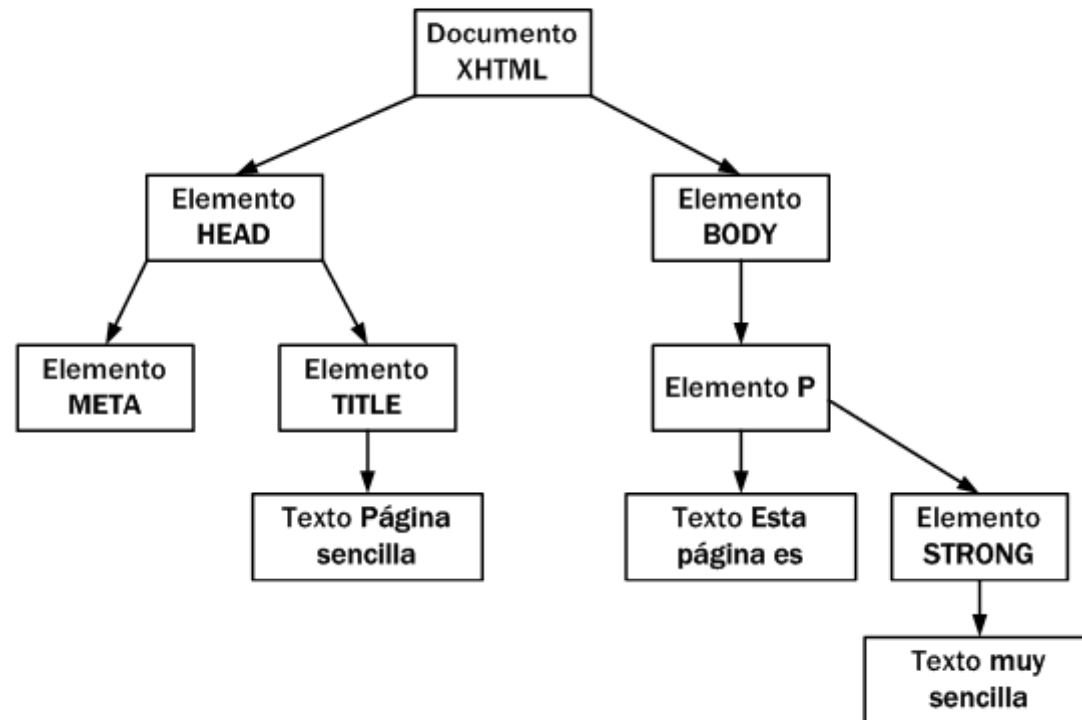 Documento
XHTML
Elemento
HEAD
Elemento
BODY
Elemento
META
Elemento
TITLE
Elemento P
Texto Página
sencilla
Texto Esta
página es
Elemento
STRONG
Texto muy
sencilla